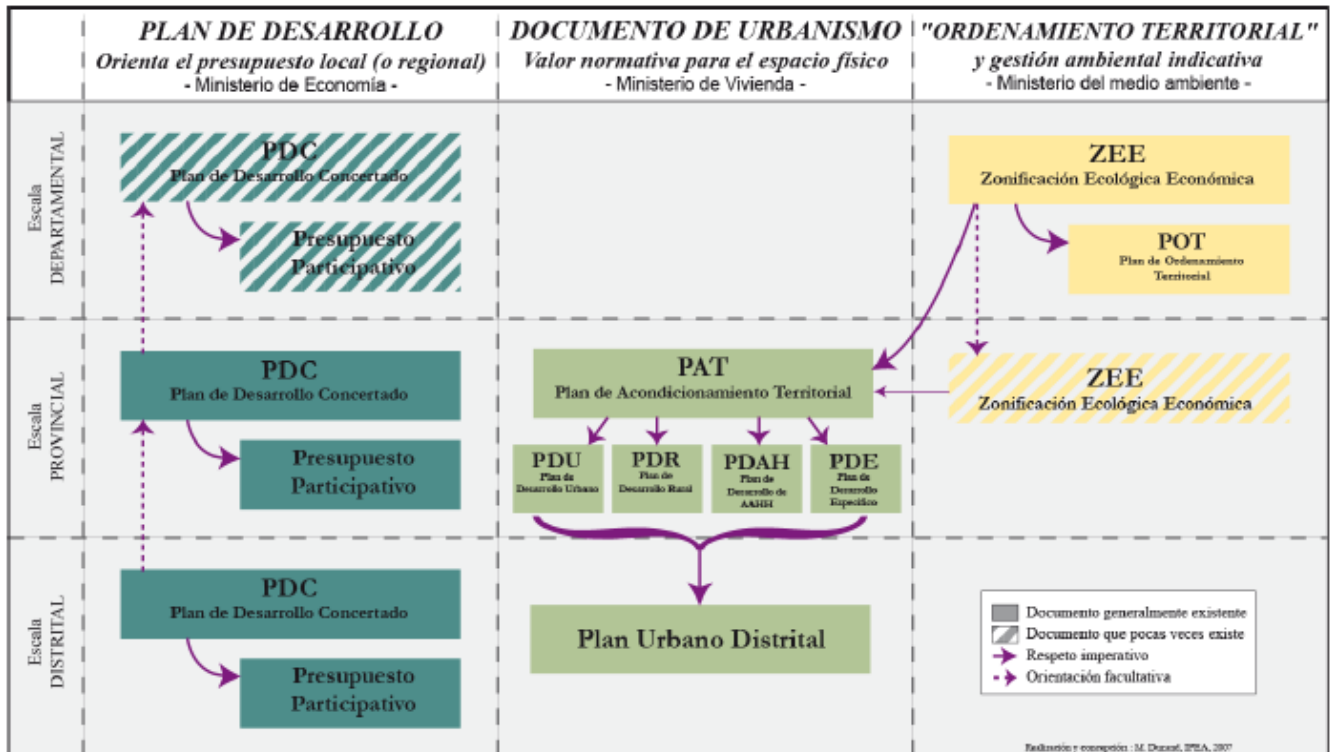 PLAN DE DESARROLLO
Orienta el presupuesto local (o regional)
- Ministerio de Economía -
DOCUMENTO DE URBANISMO
Valor normativa para el espacio físico
- Ministerio de Vivienda -
"ORDENAMIENTO TERRITORIAL"
y gestión ambiental indicativa
- Ministerio del medio ambiente -
Escala
DEPARTAMENTAL
PDC
Plan de Desarrollo Concertado
Presupuesto
Participativo
ZEE
Zonificación Ecológica Económica
POT
Plan de Ordenamiento
Territorial
Escala
PROVINCIAL
PDC
Plan de Desarrollo Concertado
Presupuesto
Participativo
PAT
Plan de Acondicionamiento Territorial
PDU
Plan de
Desarrollo Urbano
PDR
Plan de
Desarrollo Rural
PDAH
Plan de
Desarrollo de
AAHH
PDE
Plan de
Desarrollo
Específico
ZEE
Zonificación Ecológica Económica
Escala
DISTRITAL
PDC
Plan de Desarrollo Concertado
Presupuesto
Participativo
Plan Urbano Distrital
Documento generalmente existente
Documento que pocas veces existe
Respeto imperativo
Orientación facultativa
Realización y concepción : M. Durand, IFEA, 2007